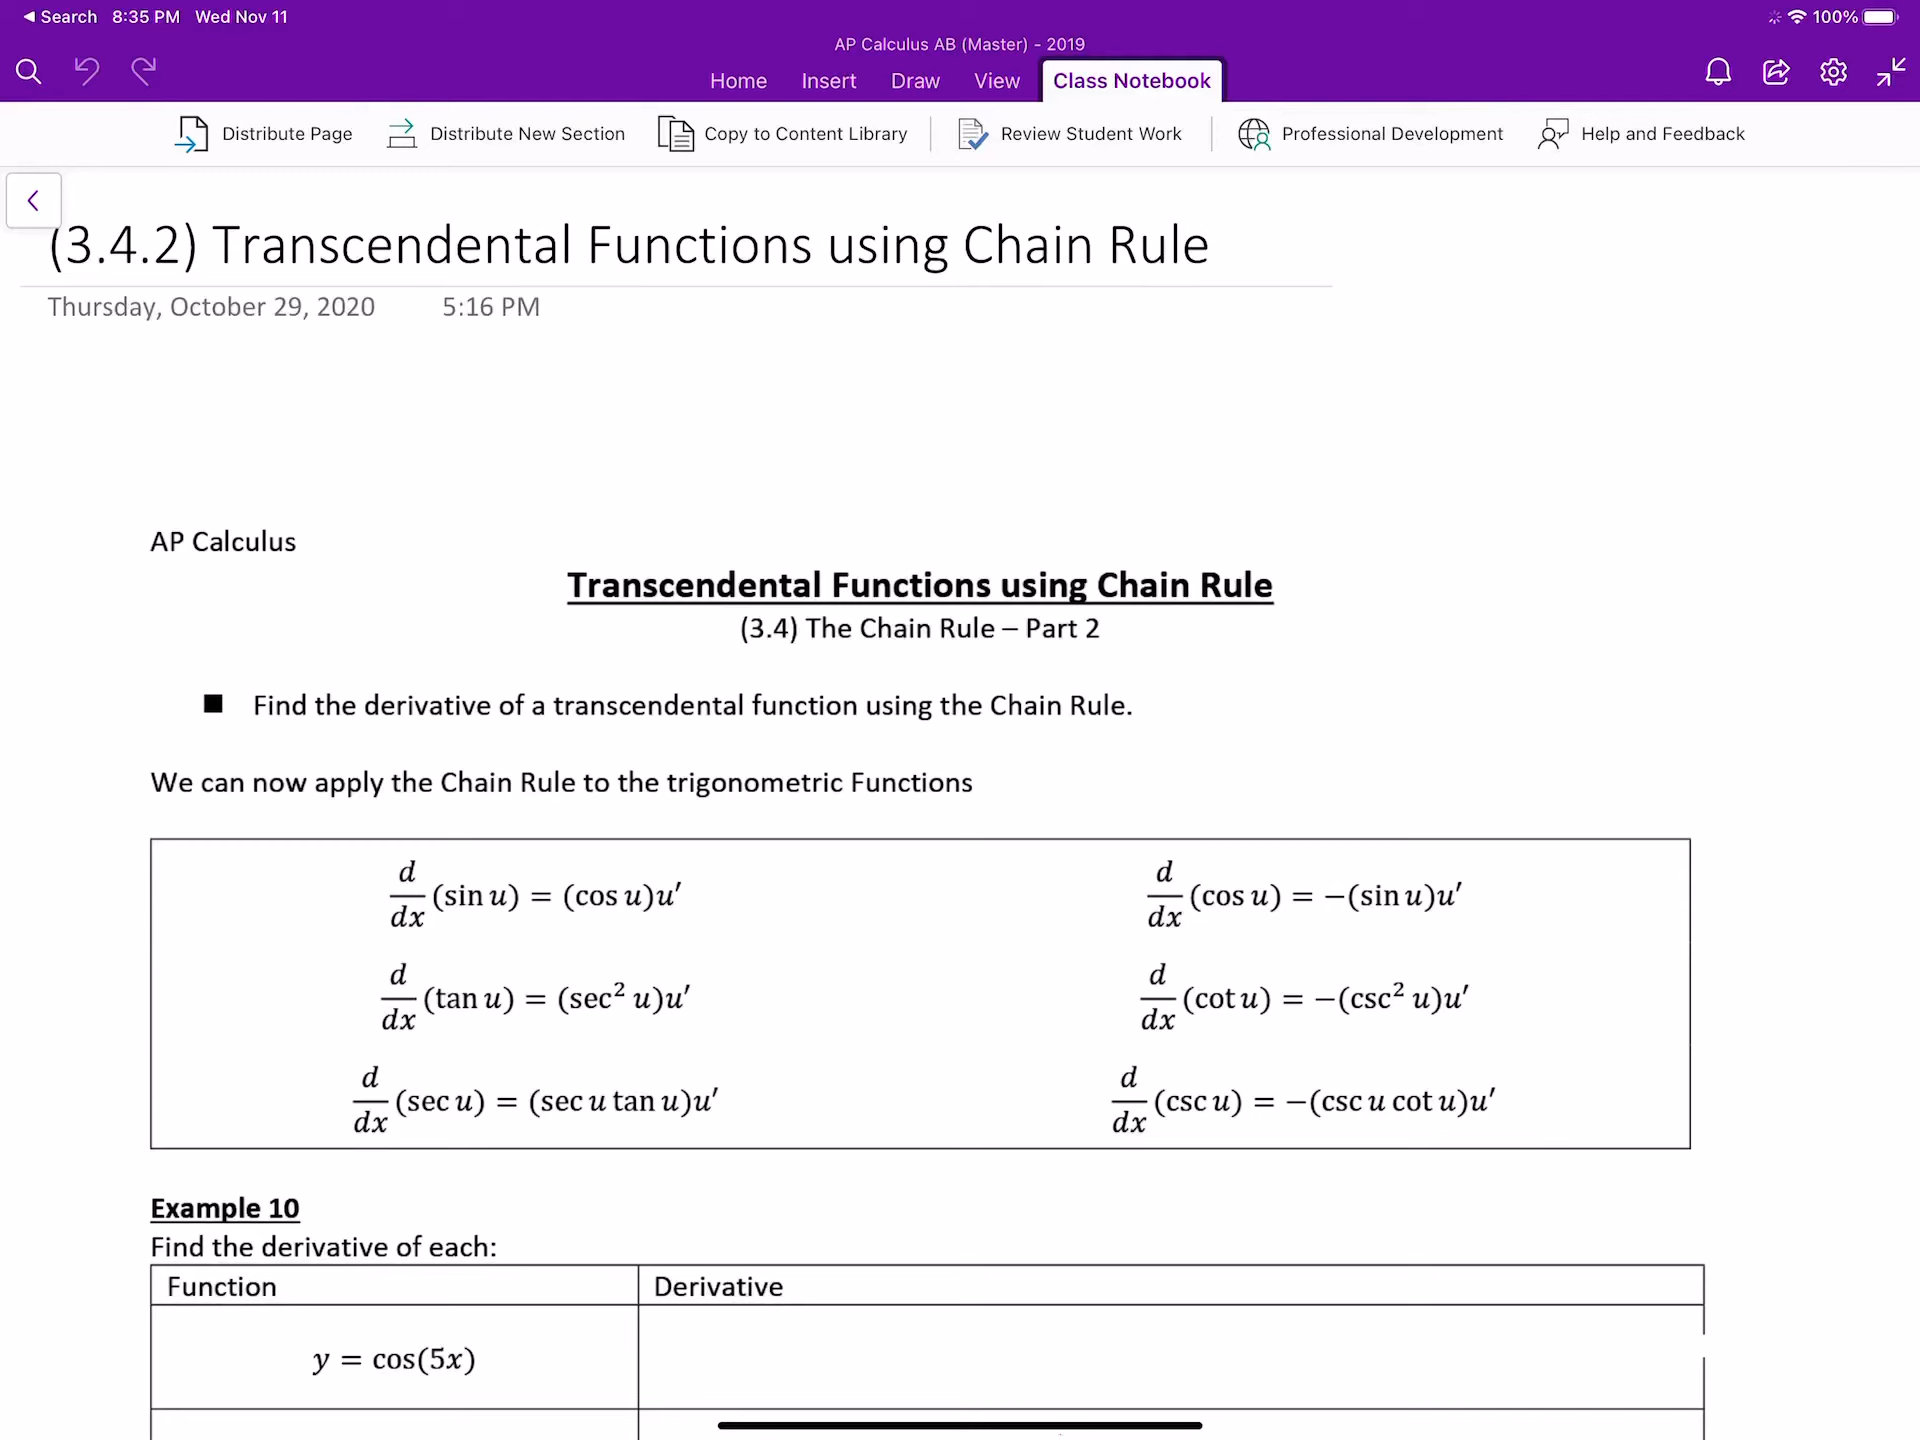 ◀ Search 8:35 PM Wed Nov 11 100%
AP Calculus AB (Master) - 2019
Home Insert Draw View Class Notebook
Distribute Page Distribute New Section Copy to Content Library Review Student Work Professional Development Help and Feedback
(3.4.2) Transcendental Functions using Chain Rule
Thursday, October 29, 2020 5:16 PM
AP Calculus
Transcendental Functions using Chain Rule
(3.4) The Chain Rule – Part 2
■ Find the derivative of a transcendental function using the Chain Rule.
We can now apply the Chain Rule to the trigonometric Functions
d/dx (sin u) = (cos u)u′ d/dx (cos u) = −(sin u)u′
d/dx (tan u) = (sec² u)u′ d/dx (cot u) = −(csc² u)u′
d/dx (sec u) = (sec u tan u)u′ d/dx (csc u) = −(csc u cot u)u′
Example 10
Find the derivative of each:
Function Derivative
y = cos(5x)